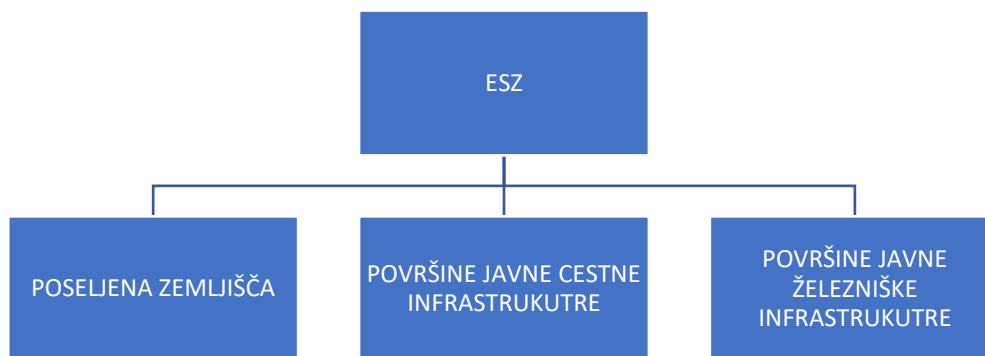 ESZ
POSELJENA ZEMLJIŠČA
POVRŠINE JAVNE CESTNE
INFRASTRUKUTRE
POVRŠINE JAVNE
ŽELEZNIŠKE
INFRASTRUKUTRE